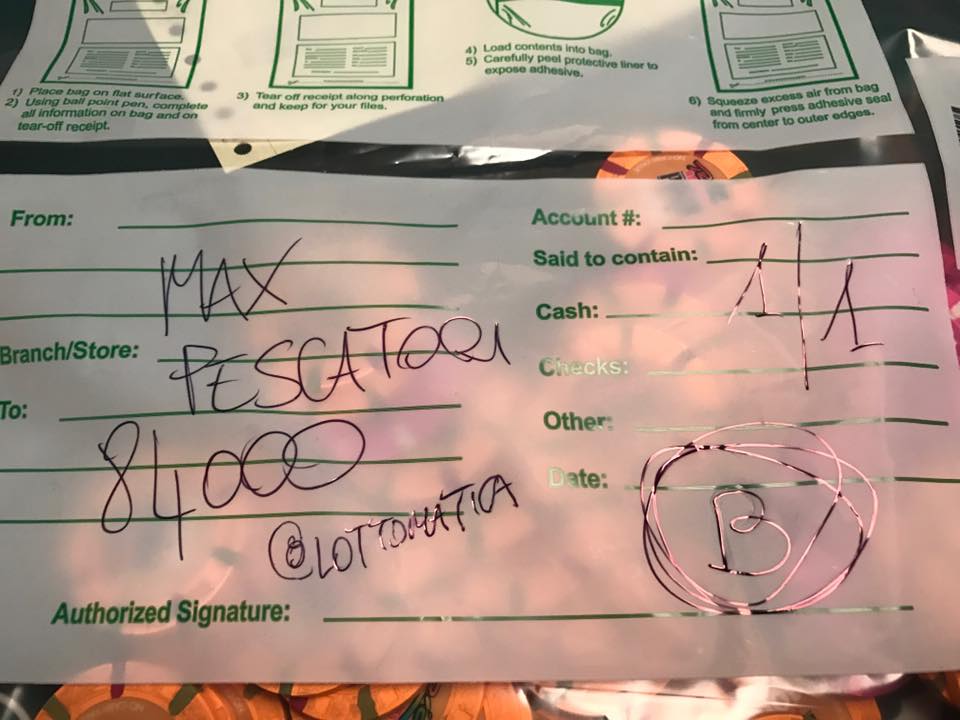 1) Place bag on flat surface.
2) Using ball point pen, complete
all information on bag and on
tear-off receipt.
3) Tear off receipt along perforation
and keep for your files.
4) Load contents into bag.
5) Carefully peel protective liner to
expose adhesive.
6) Squeeze excess air from bag
and firmly press adhesive seal
from center to outer edges.
From:
MAX
Branch/Store:
PESCATORI
To:
84000
@LOTTOMATICA
Account #:
Said to contain:
1 | 1
Cash:
Checks:
Other:
Date:
B
Authorized Signature: